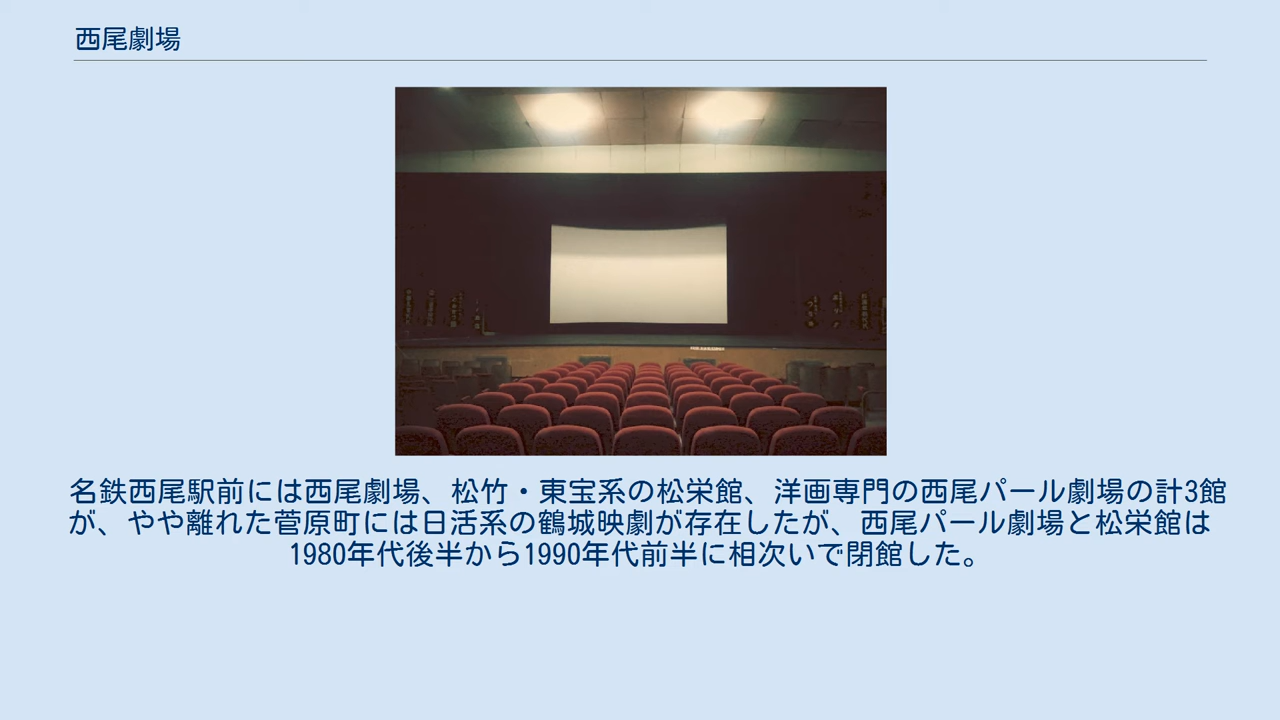 西尾劇場
名鉄西尾駅前には西尾劇場、松竹・東宝系の松栄館、洋画専門の西尾パール劇場の計3館
が、やや離れた菅原町には日活系の鶴城映劇が存在したが、西尾パール劇場と松栄館は
1980年代後半から1990年代前半に相次いで閉館した。